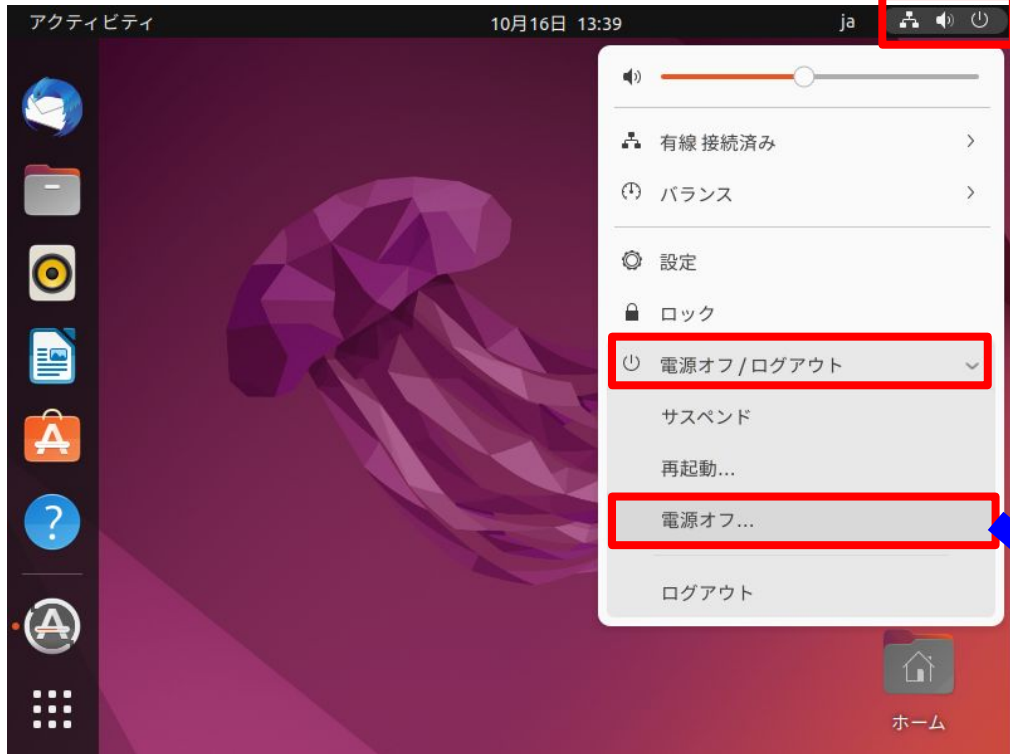 アクティビティ 10月16日 13:39 ja
有線 接続済み
バランス
設定
ロック
電源オフ / ログアウト
サスペンド
再起動...
電源オフ...
ログアウト
ホーム